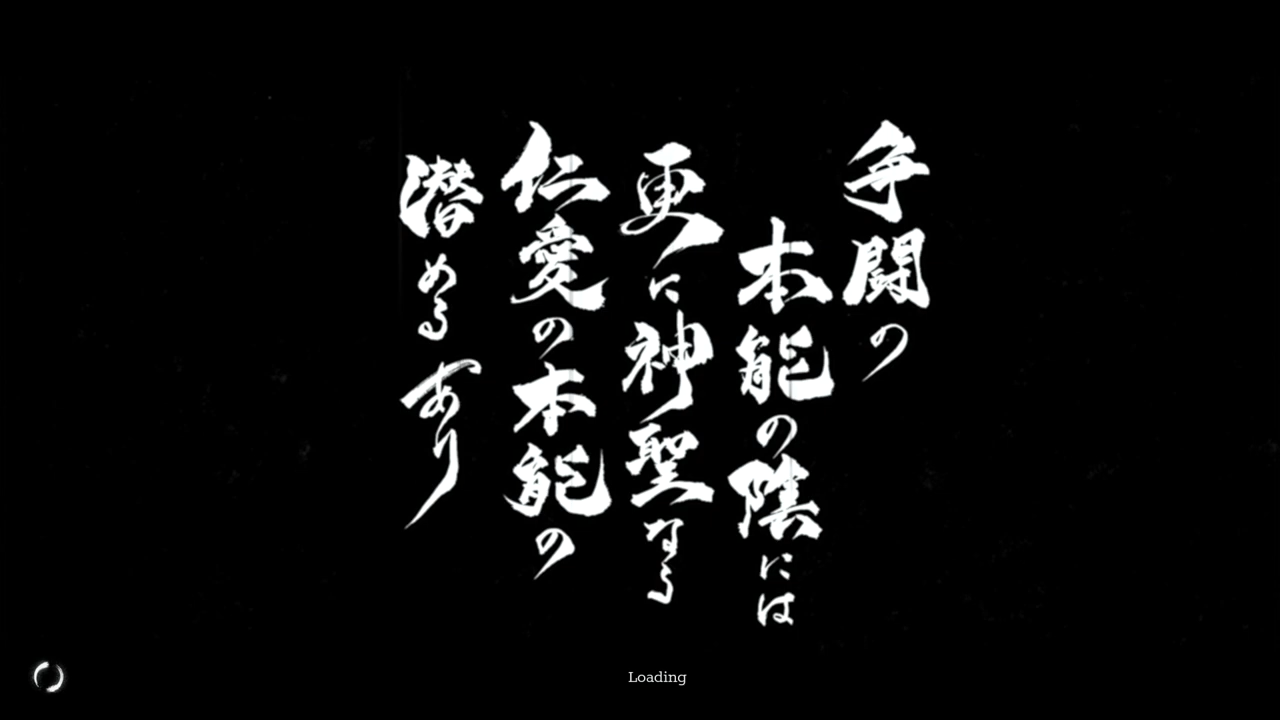 争闘の
本能の陰には
更に神聖なる
仁愛の本能の
潜めるあり
Loading